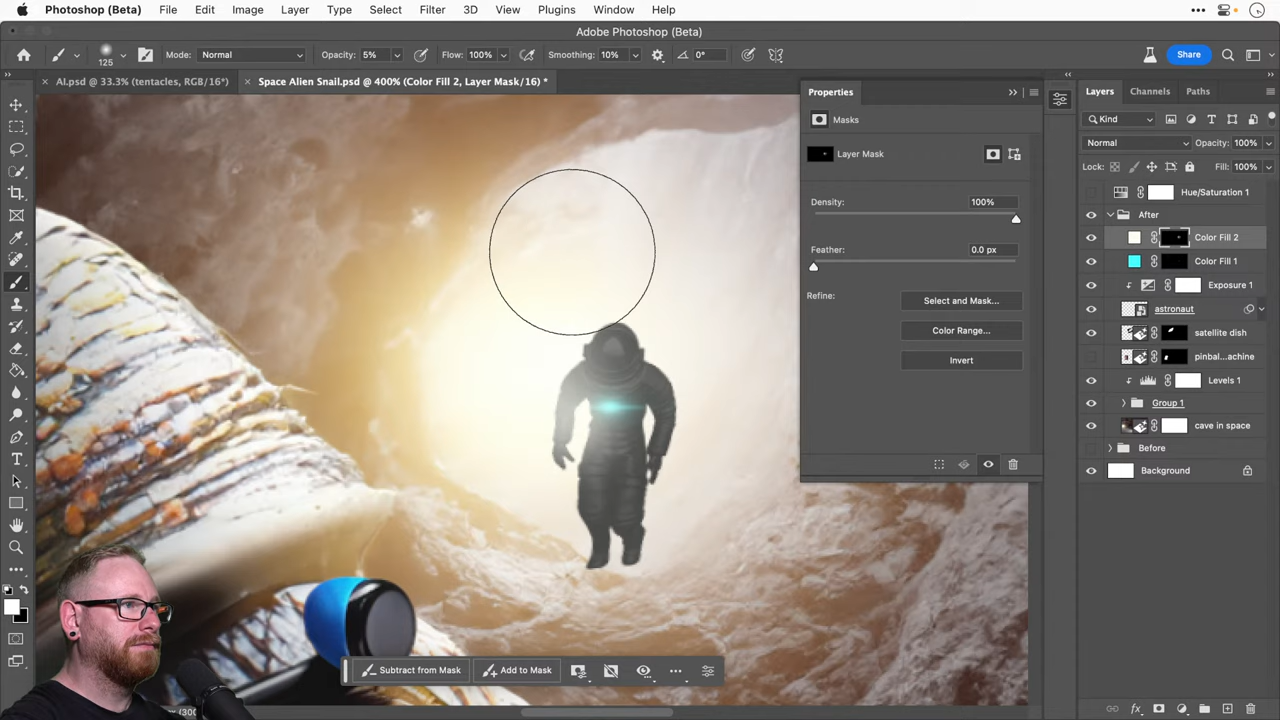 Photoshop (Beta) File Edit Image Layer Type Select Filter 3D View Plugins Window Help
Adobe Photoshop (Beta)
125 Mode: Normal Opacity: 5% Flow: 100% Smoothing: 10% 0° Share
AI.psd @ 33.3% (tentacles, RGB/16*) Space Alien Snail.psd @ 400% (Color Fill 2, Layer Mask/16) *
Properties
Masks
Layer Mask
Density: 100%
Feather: 0.0 px
Refine: Select and Mask...
Color Range...
Invert
Layers Channels Paths
Kind
Normal Opacity: 100%
Lock: Fill: 100%
Hue/Saturation 1
After
Color Fill 2
Color Fill 1
Exposure 1
astronaut
satellite dish
pinbal...achine
Levels 1
Group 1
cave in space
Before
Background
Subtract from Mask Add to Mask
fx